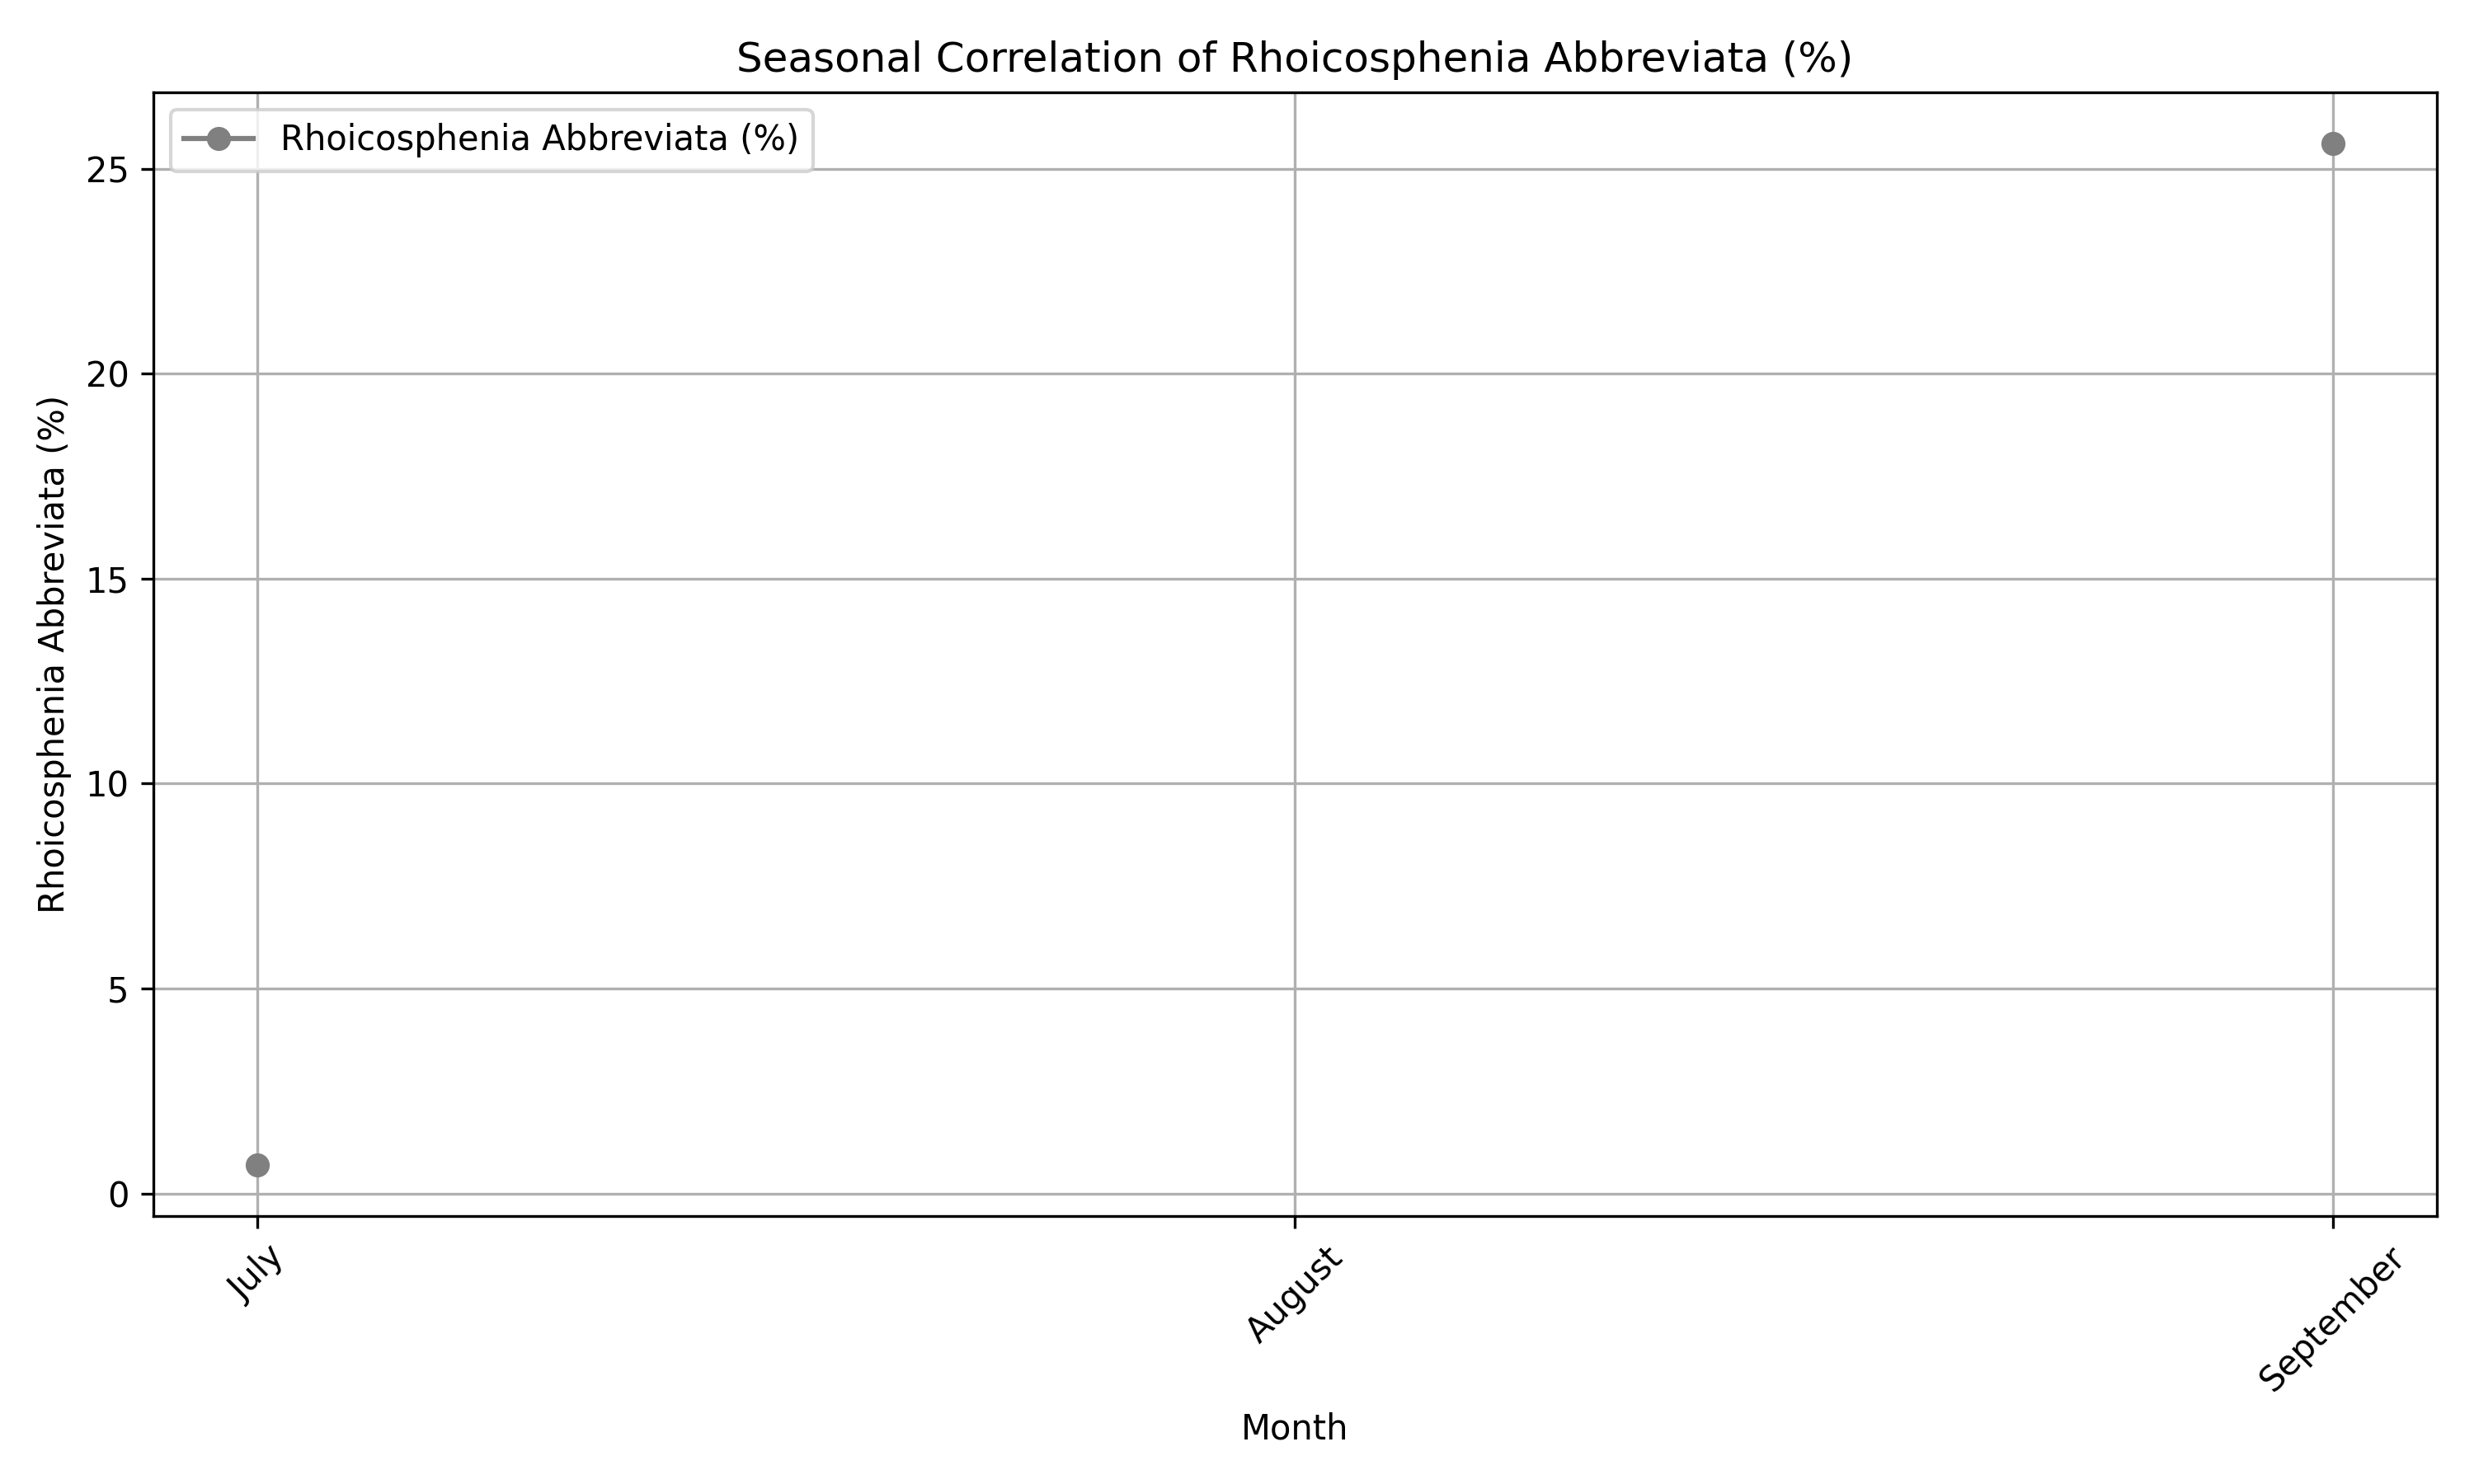 Seasonal Correlation of Rhoicosphenia Abbreviata (%)
Rhoicosphenia Abbreviata (%)
Rhoicosphenia Abbreviata (%)
25
20
15
10
5
0
July
August
September
Month